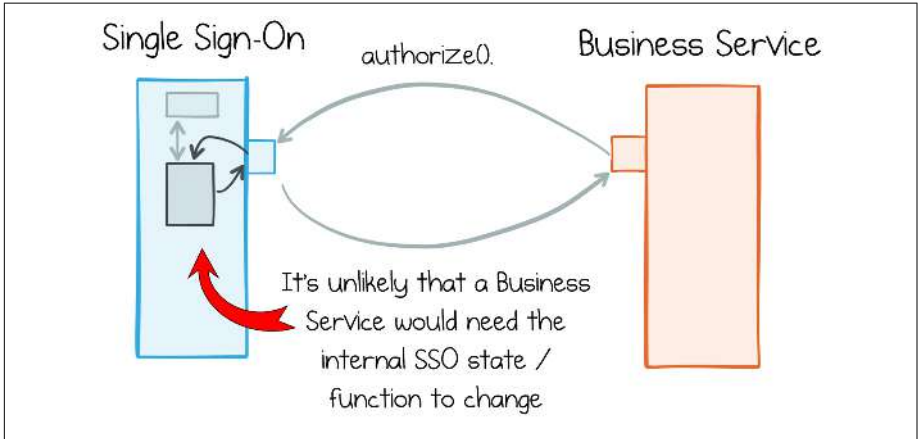 Single Sign-On
authorize().
Business Service
It's unlikely that a Business
Service would need the
internal SSO state /
function to change